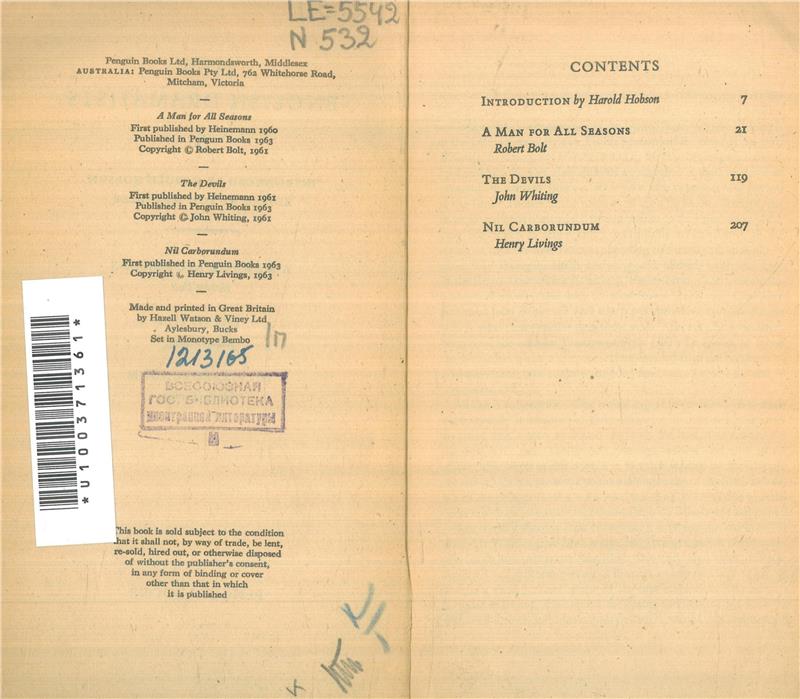 LE=5542
N 532
Penguin Books Ltd, Harmondsworth, Middlesex
AUSTRALIA: Penguin Books Pty Ltd, 762 Whitehorse Road,
Mitcham, Victoria
—
A Man for All Seasons
First published by Heinemann 1960
Published in Penguin Books 1963
Copyright © Robert Bolt, 1961
—
The Devils
First published by Heinemann 1961
Published in Penguin Books 1963
Copyright © John Whiting, 1961
—
Nil Carborundum
First published in Penguin Books 1963
Copyright © Henry Livings, 1963
—
Made and printed in Great Britain
by Hazell Watson & Viney Ltd
Aylesbury, Bucks
Set in Monotype Bembo
1213165
ВСЕСОЮЗНАЯ
ГОС. БИБЛИОТЕКА
иностранной литературы
*U100371361*
This book is sold subject to the condition
that it shall not, by way of trade, be lent,
re-sold, hired out, or otherwise disposed
of without the publisher's consent,
in any form of binding or cover
other than that in which
it is published
CONTENTS
INTRODUCTION by Harold Hobson 7
A MAN FOR ALL SEASONS 21
Robert Bolt
THE DEVILS 119
John Whiting
NIL CARBORUNDUM 207
Henry Livings